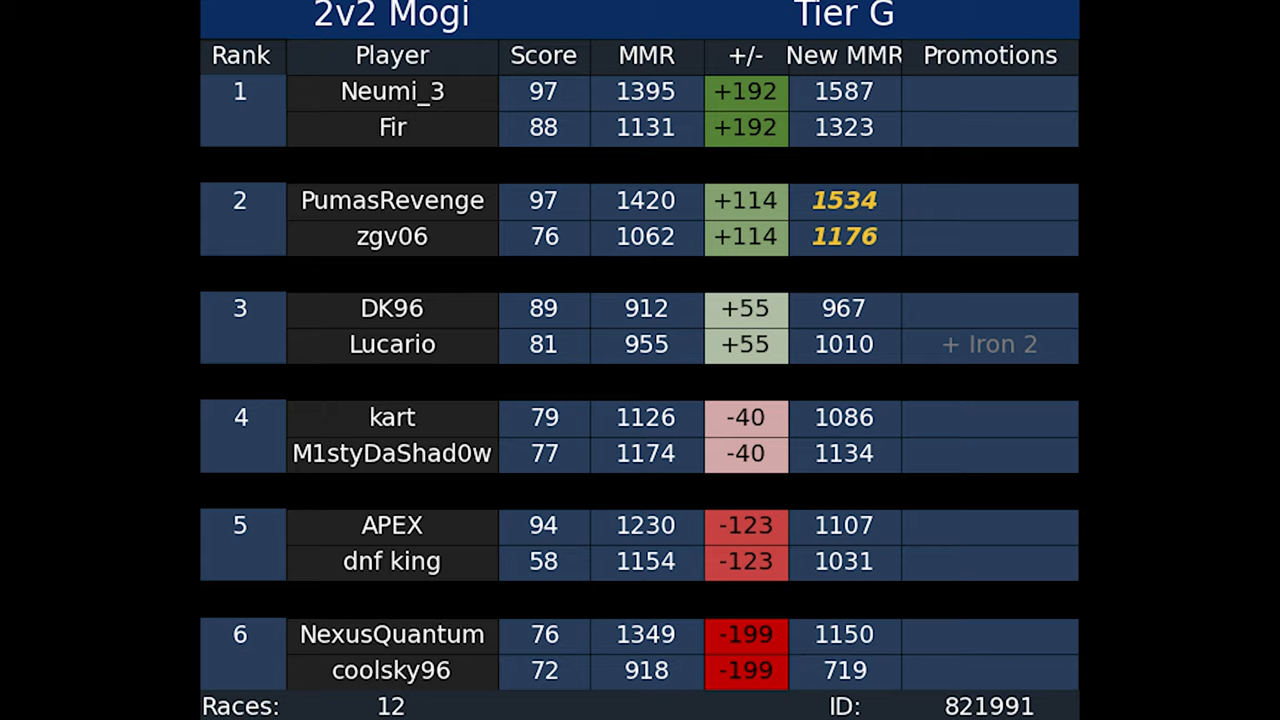 2v2 Mogi Tier G
Rank Player Score MMR +/- New MMR Promotions
1 Neumi_3 97 1395 +192 1587
Fir 88 1131 +192 1323
2 PumasRevenge 97 1420 +114 1534
zgv06 76 1062 +114 1176
3 DK96 89 912 +55 967
Lucario 81 955 +55 1010 + Iron 2
4 kart 79 1126 -40 1086
M1styDaShad0w 77 1174 -40 1134
5 APEX 94 1230 -123 1107
dnf king 58 1154 -123 1031
6 NexusQuantum 76 1349 -199 1150
coolsky96 72 918 -199 719
Races: 12 ID: 821991